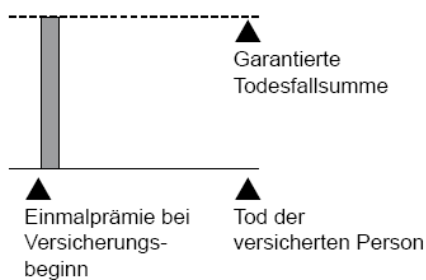 Garantierte
Todesfallsumme
Einmalprämie bei
Versicherungs-
beginn
Tod der
versicherten Person